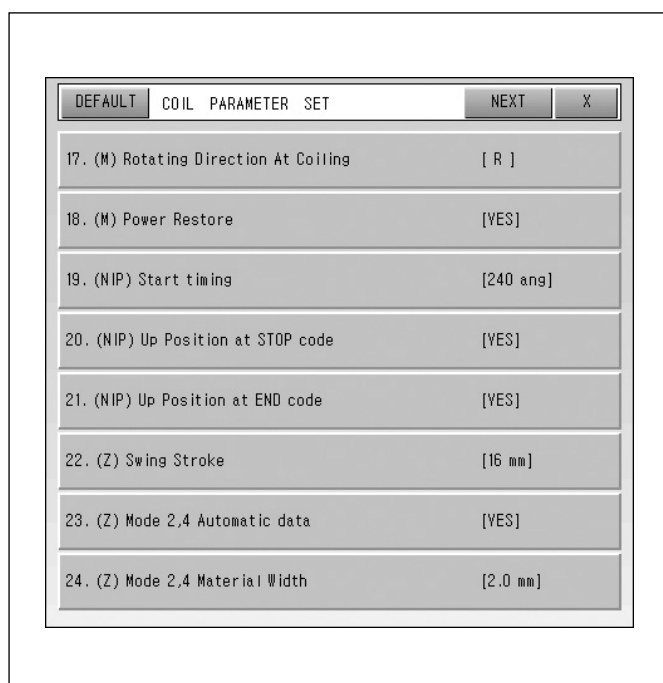 DEFAULT COIL PARAMETER SET NEXT X
17. (M) Rotating Direction At Coiling [ R ]
18. (M) Power Restore [YES]
19. (NIP) Start timing [240 ang]
20. (NIP) Up Position at STOP code [YES]
21. (NIP) Up Position at END code [YES]
22. (Z) Swing Stroke [16 mm]
23. (Z) Mode 2,4 Automatic data [YES]
24. (Z) Mode 2,4 Material Width [2.0 mm]